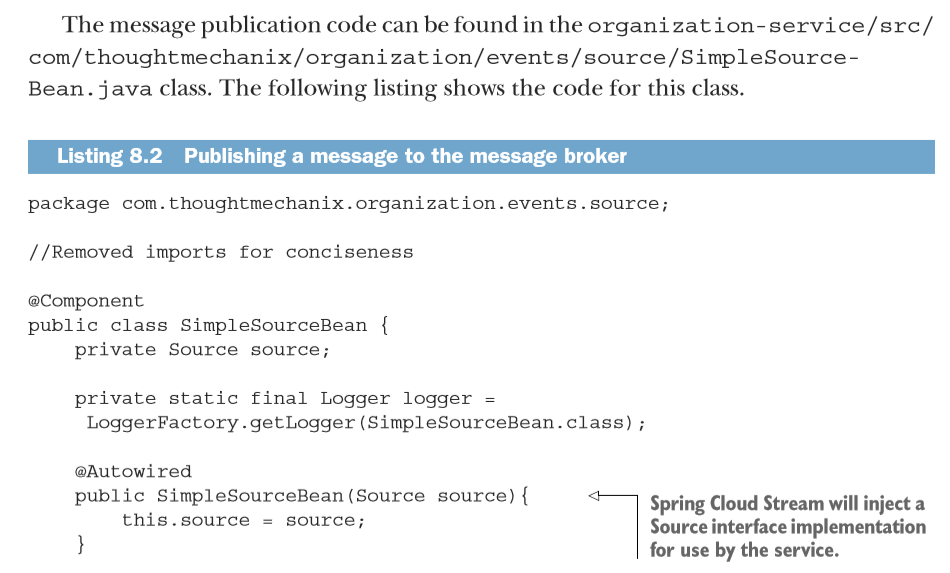 The message publication code can be found in the organization-service/src/
com/thoughtmechanix/organization/events/source/SimpleSource-
Bean.java class. The following listing shows the code for this class.
Listing 8.2 Publishing a message to the message broker
package com.thoughtmechanix.organization.events.source;
//Removed imports for conciseness
@Component
public class SimpleSourceBean {
    private Source source;
    private static final Logger logger =
     LoggerFactory.getLogger(SimpleSourceBean.class);
    @Autowired
    public SimpleSourceBean(Source source){
        this.source = source;
    }
Spring Cloud Stream will inject a
Source interface implementation
for use by the service.